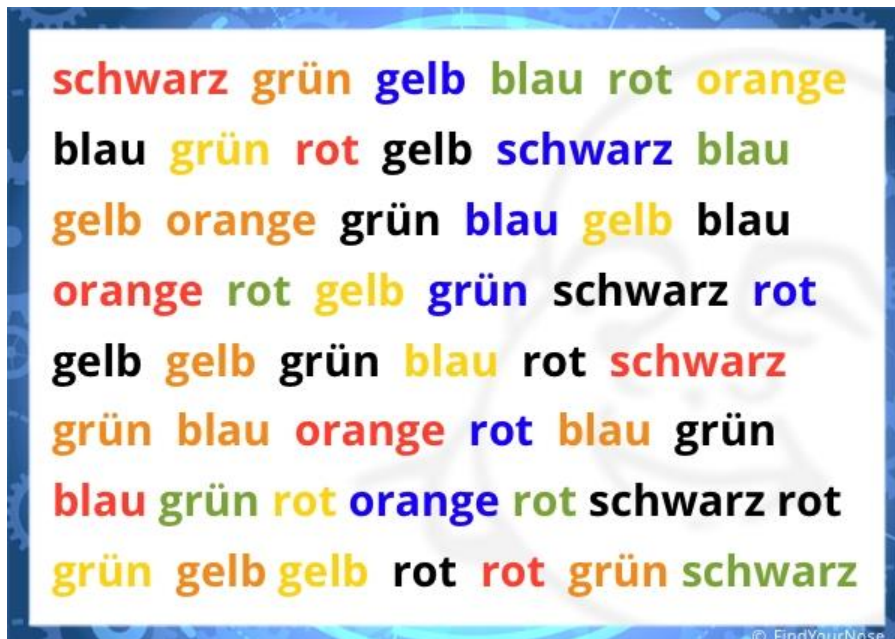 schwarz grün gelb blau rot orange
blau grün rot gelb schwarz blau
gelb orange grün blau gelb blau
orange rot gelb grün schwarz rot
gelb gelb grün blau rot schwarz
grün blau orange rot blau grün
blau grün rot orange rot schwarz rot
grün gelb gelb rot rot grün schwarz
© FindYourNose